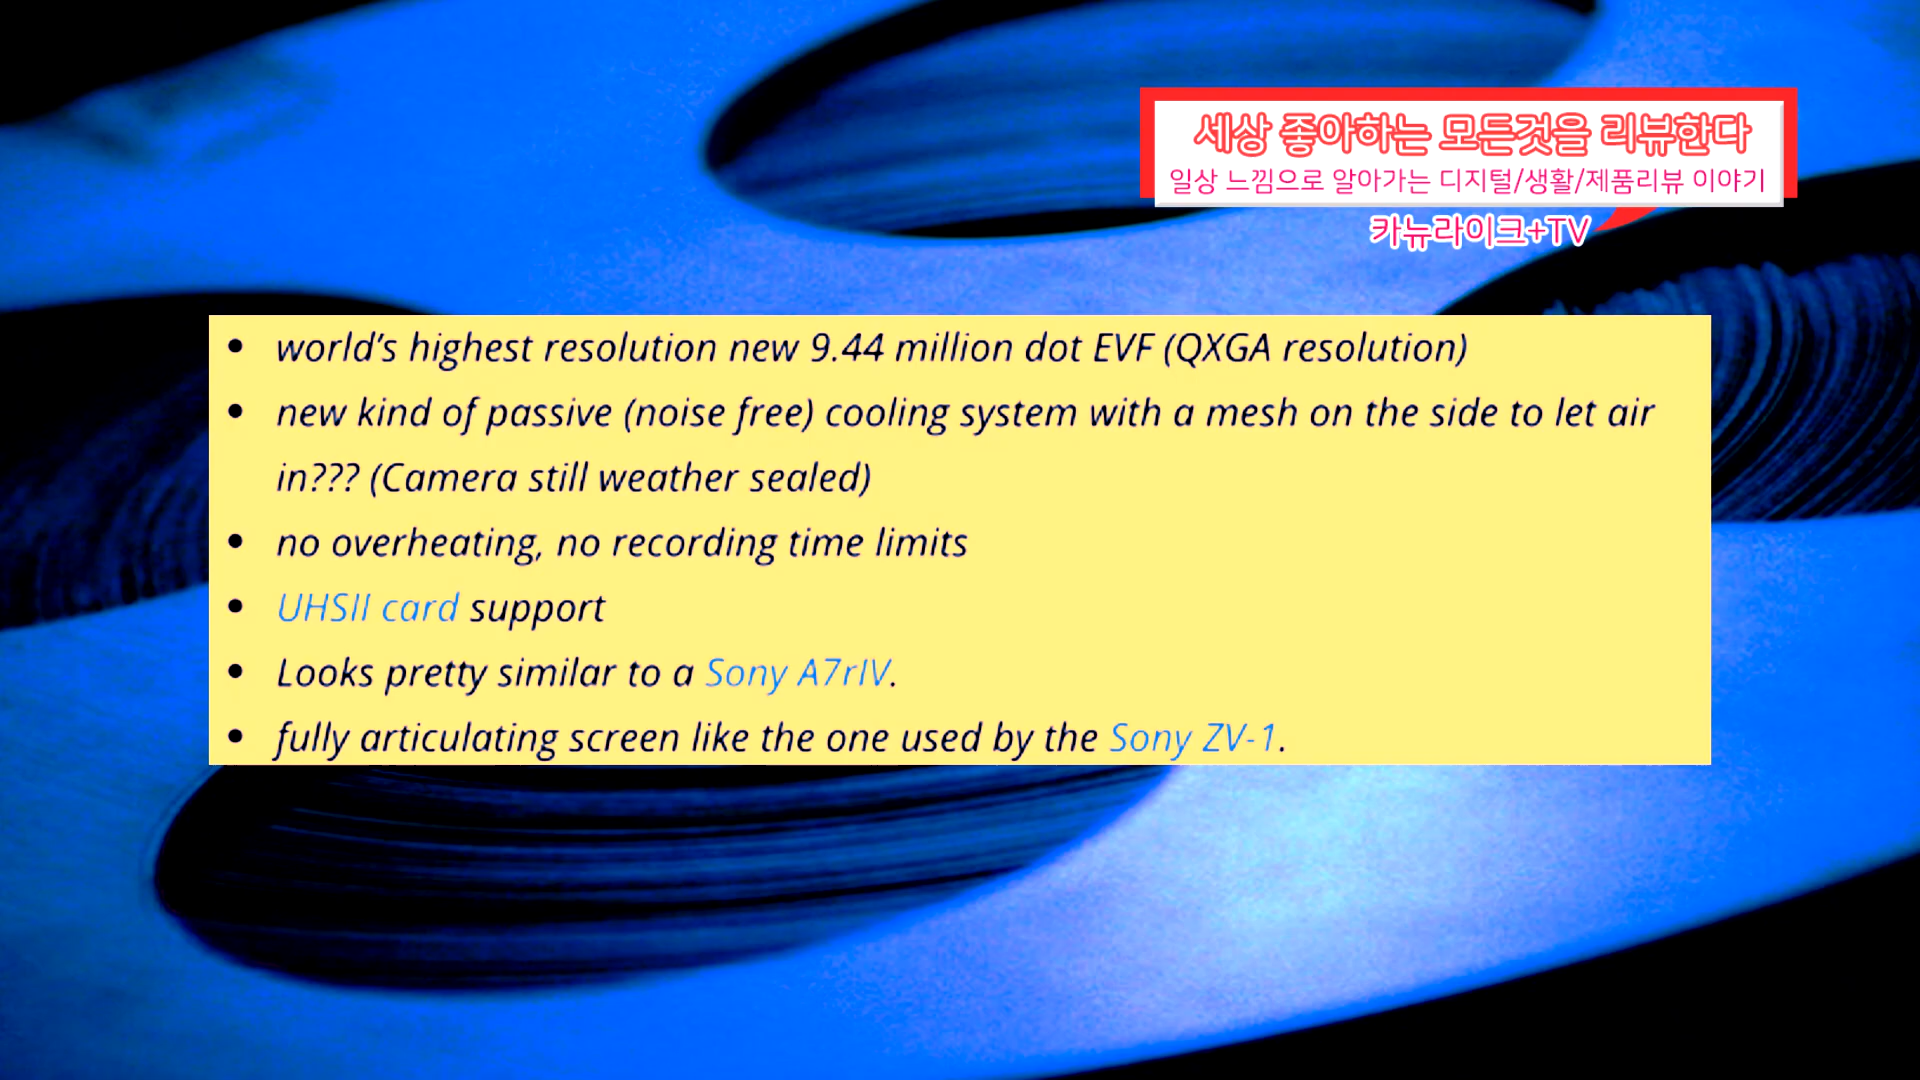 세상 좋아하는 모든것을 리뷰한다
일상 느낌으로 알아가는 디지털/생활/제품리뷰 이야기
카뉴라이크+TV
• world’s highest resolution new 9.44 million dot EVF (QXGA resolution)
• new kind of passive (noise free) cooling system with a mesh on the side to let air
in??? (Camera still weather sealed)
• no overheating, no recording time limits
• UHSII card support
• Looks pretty similar to a Sony A7rIV.
• fully articulating screen like the one used by the Sony ZV-1.